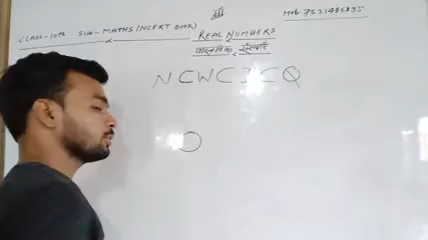 ॐ
CLASS-10th SUB-MATHS (NCERT BOOK)
REAL NUMBERS
वास्तविक संख्याएँ
NCWCICQ